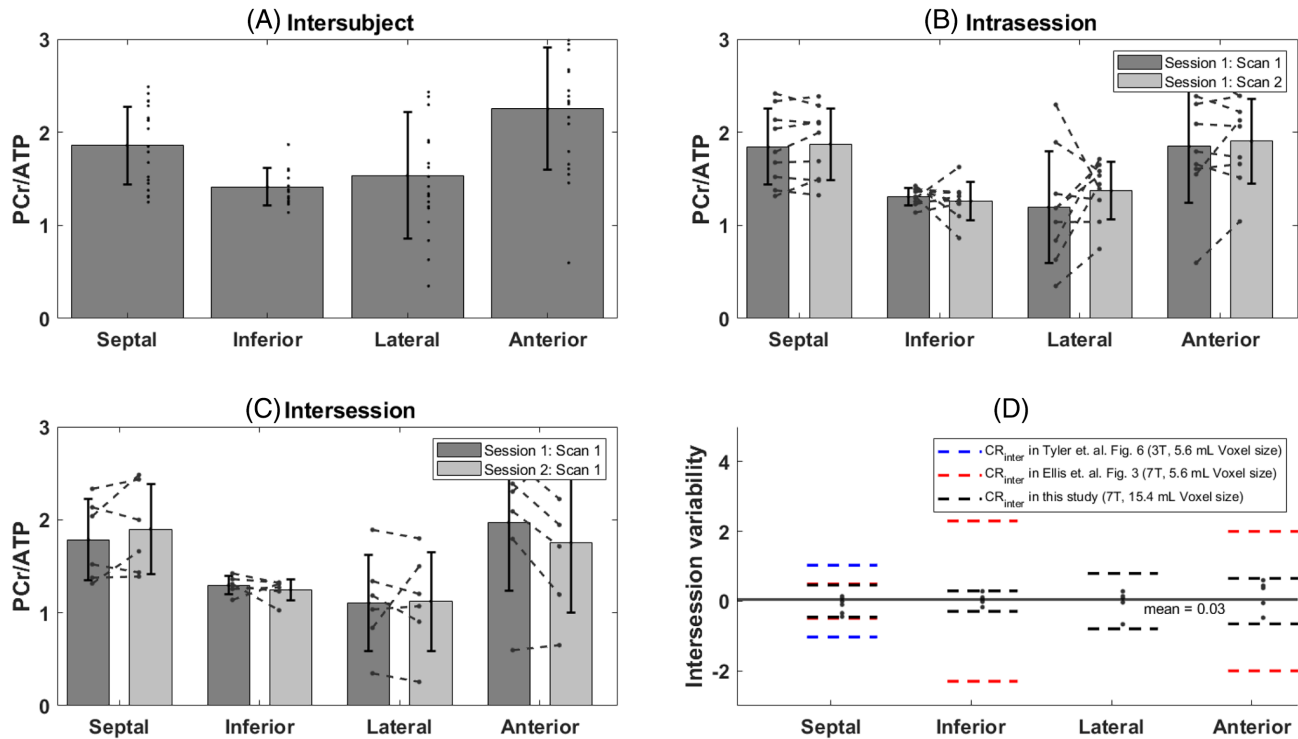 (A) Intersubject
3
2
1
0
PCr/ATP
Septal Inferior Lateral Anterior
(B) Intrasession
3
2
1
0
PCr/ATP
Session 1: Scan 1
Session 1: Scan 2
Septal Inferior Lateral Anterior
(C) Intersession
3
2
1
0
PCr/ATP
Session 1: Scan 1
Session 2: Scan 1
Septal Inferior Lateral Anterior
(D)
4
2
0
-2
Intersession variability
CRinter in Tyler et. al. Fig. 6 (3T, 5.6 mL Voxel size)
CRinter in Ellis et. al. Fig. 3 (7T, 5.6 mL Voxel size)
CRinter in this study (7T, 15.4 mL Voxel size)
mean = 0.03
Septal Inferior Lateral Anterior